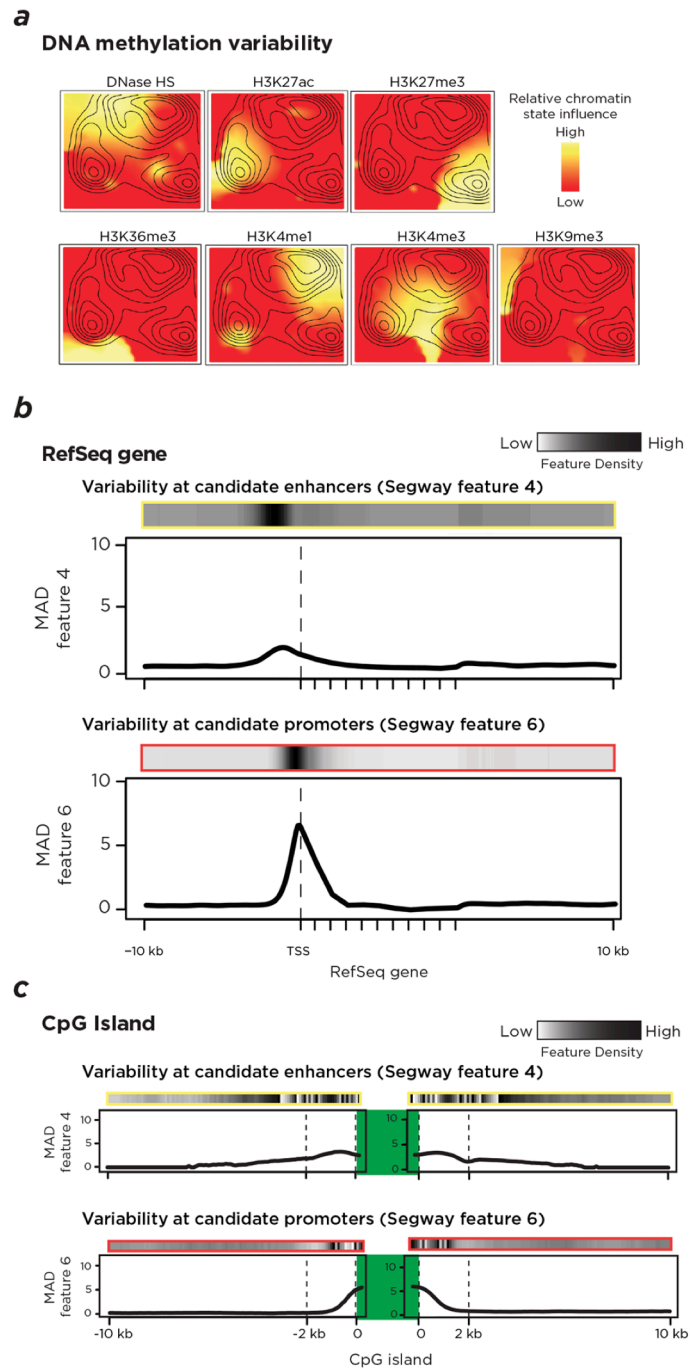 a
DNA methylation variability
DNase HS
H3K27ac
H3K27me3
Relative chromatin
state influence
High
Low
H3K36me3
H3K4me1
H3K4me3
H3K9me3
b
Low
High
Feature Density
RefSeq gene
Variability at candidate enhancers (Segway feature 4)
MAD
feature 4
10
5
0
Variability at candidate promoters (Segway feature 6)
MAD
feature 6
10
5
0
−10 kb
TSS
10 kb
RefSeq gene
c
CpG Island
Low
High
Feature Density
Variability at candidate enhancers (Segway feature 4)
MAD
feature 4
10
5
0
10
5
0
Variability at candidate promoters (Segway feature 6)
MAD
feature 6
10
5
0
10
5
0
-10 kb
-2 kb
0
0
2 kb
10 kb
CpG island